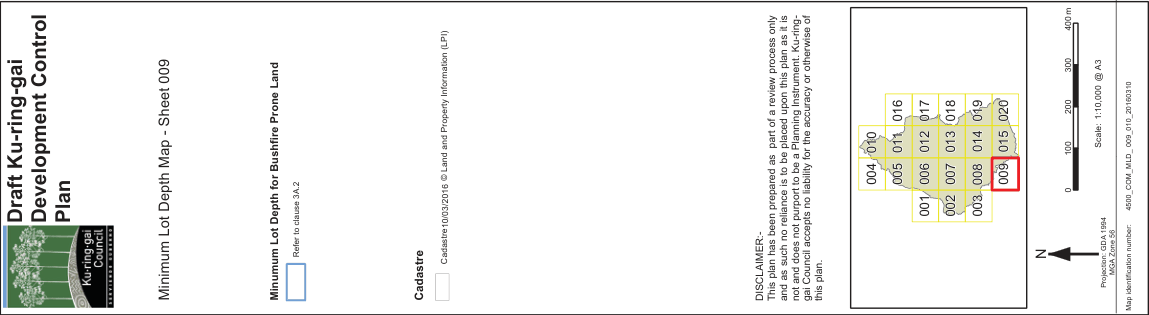 Draft Ku-ring-gai
Development Control
Plan
Ku-ring-gai
Council
Minimum Lot Depth Map - Sheet 009
Minumum Lot Depth for Bushfire Prone Land
Refer to clause 3A.2
Cadastre
Cadastre10/03/2016 © Land and Property Information (LPI)
DISCLAIMER:-
This plan has been prepared as part of a review process only
and as such no reliance is to be placed upon this plan as it is
not and does not purport to be a Planning Instrument. Ku-ring-
gai Council accepts no liability for the accuracy or otherwise of
this plan.
004 010
005 011 016
001 006 012 017
002 007 013 018
003 008 014 019
009 015 020
N
0 100 200 300 400 m
Projection: GDA 1994
MGA Zone 56
Scale: 1:10,000 @ A3
Map identification number: 4500_COM_MLD_ 009_010_20160310